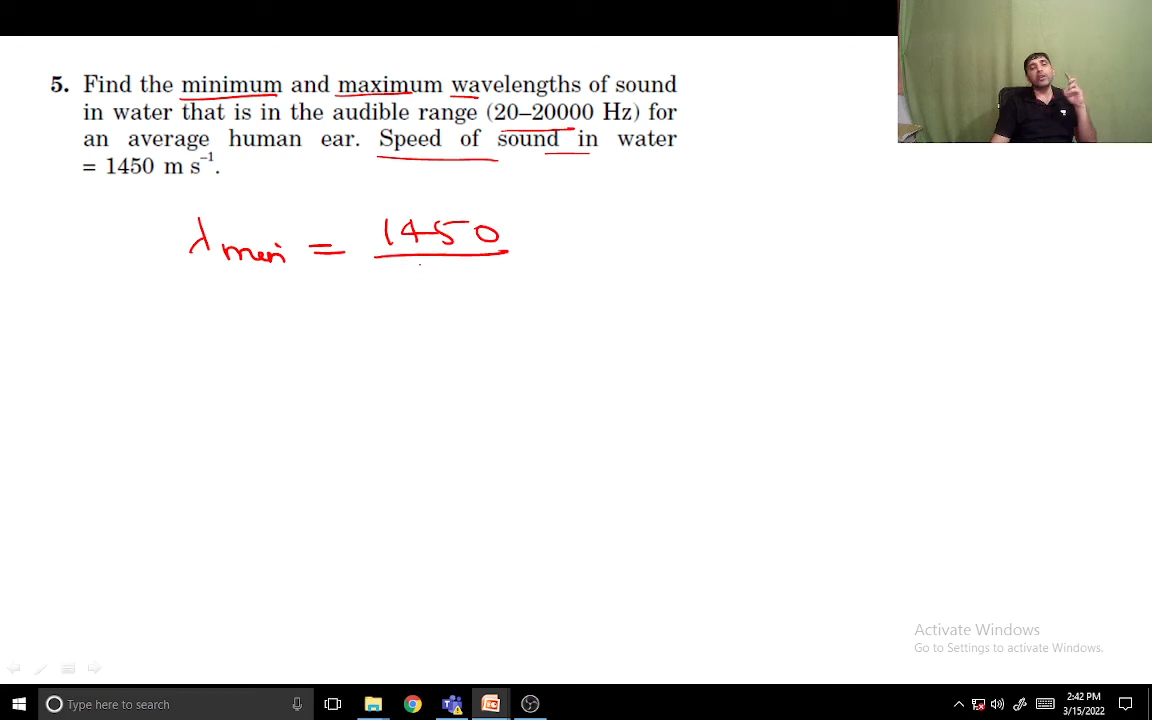 5. Find the minimum and maximum wavelengths of sound
in water that is in the audible range (20–20000 Hz) for
an average human ear. Speed of sound in water
= 1450 m s⁻¹.
λmin = 1450
Activate Windows
Go to Settings to activate Windows.
Type here to search
2:42 PM
3/15/2022